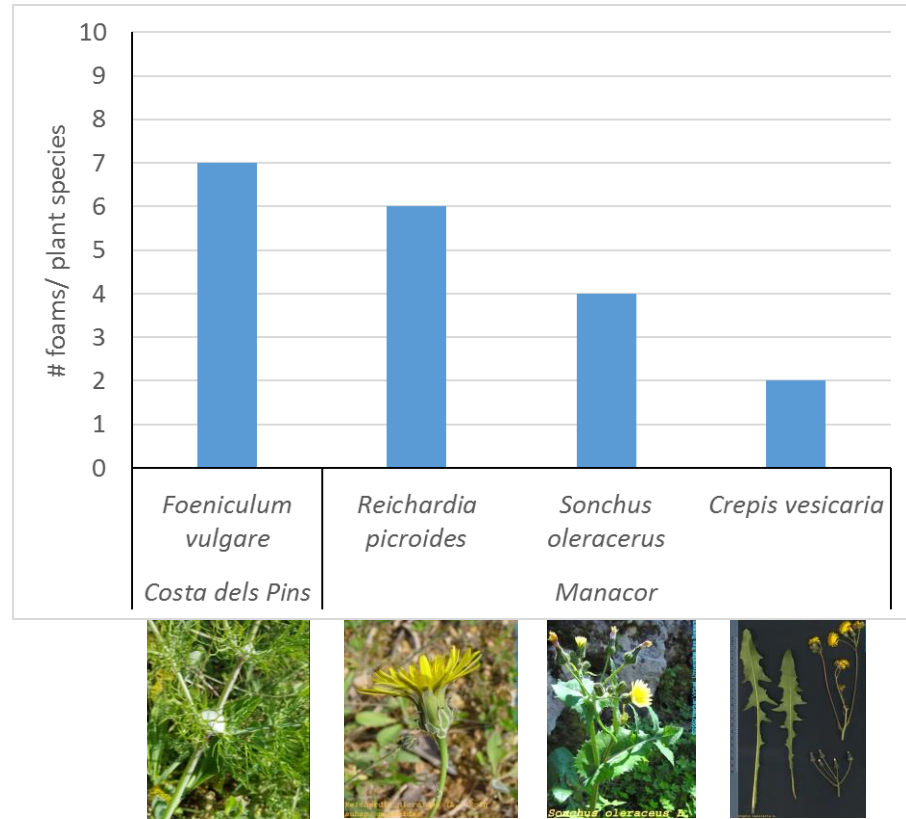 10
9
8
7
6
5
4
3
2
1
0
# foams/ plant species
Foeniculum
vulgare
Reichardia
picroides
Sonchus
oleracerus
Crepis vesicaria
Costa dels Pins
Manacor
Sonchus oleraceus L.